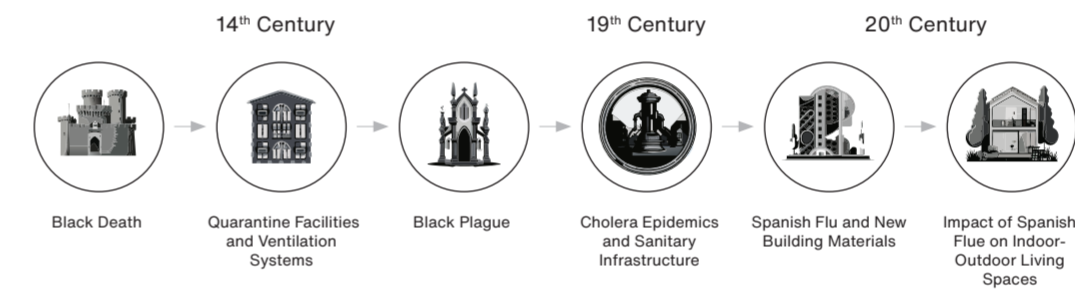 14th Century
19th Century
20th Century
Black Death
Quarantine Facilities
and Ventilation
Systems
Black Plague
Cholera Epidemics
and Sanitary
Infrastructure
Spanish Flu and New
Building Materials
Impact of Spanish
Flue on Indoor-
Outdoor Living
Spaces